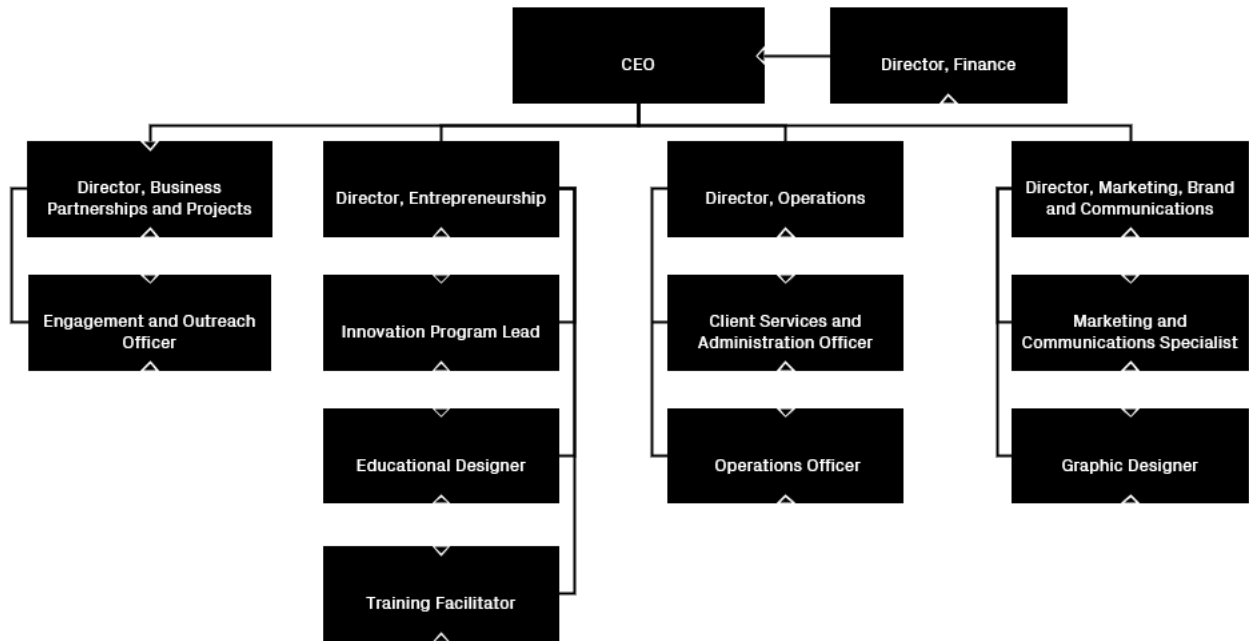 CEO
Director, Finance
Director, Business
Partnerships and Projects
Director, Entrepreneurship
Director, Operations
Director, Marketing, Brand
and Communications
Engagement and Outreach
Officer
Innovation Program Lead
Client Services and
Administration Officer
Marketing and
Communications Specialist
Educational Designer
Operations Officer
Graphic Designer
Training Facilitator